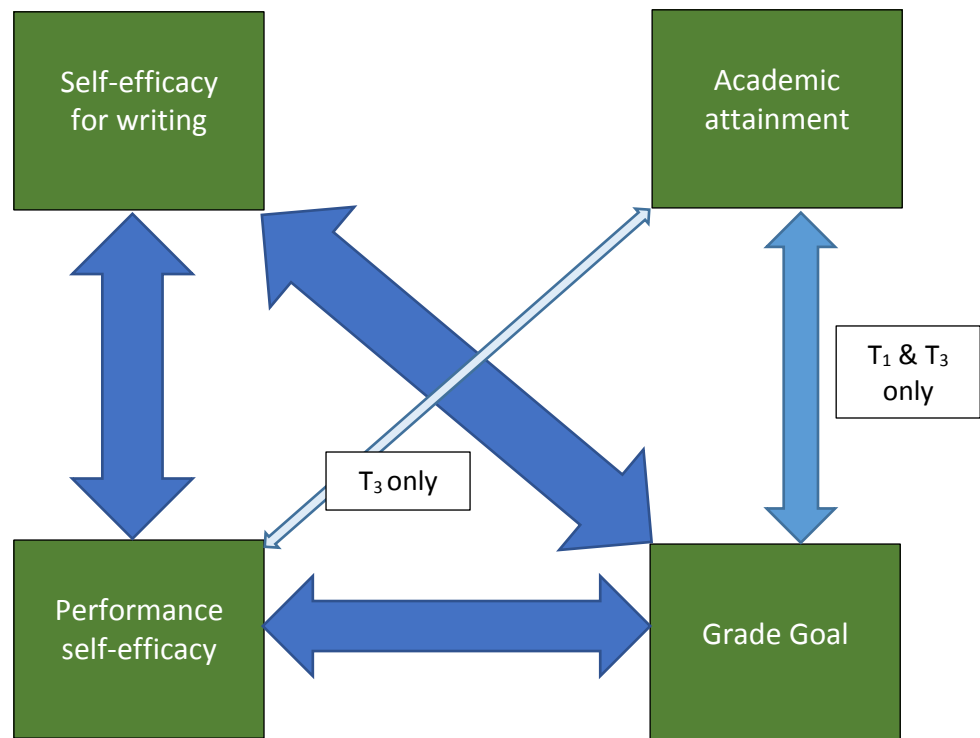 Self-efficacy
for writing
Academic
attainment
T₁ & T₃
only
T₃ only
Performance
self-efficacy
Grade Goal